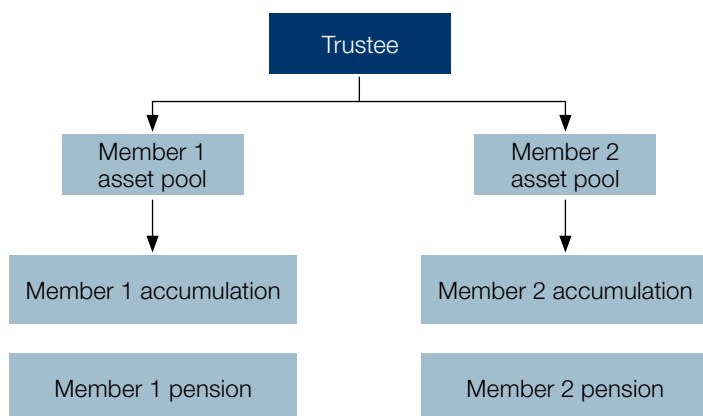 Trustee
Member 1
asset pool
Member 2
asset pool
Member 1 accumulation
Member 2 accumulation
Member 1 pension
Member 2 pension